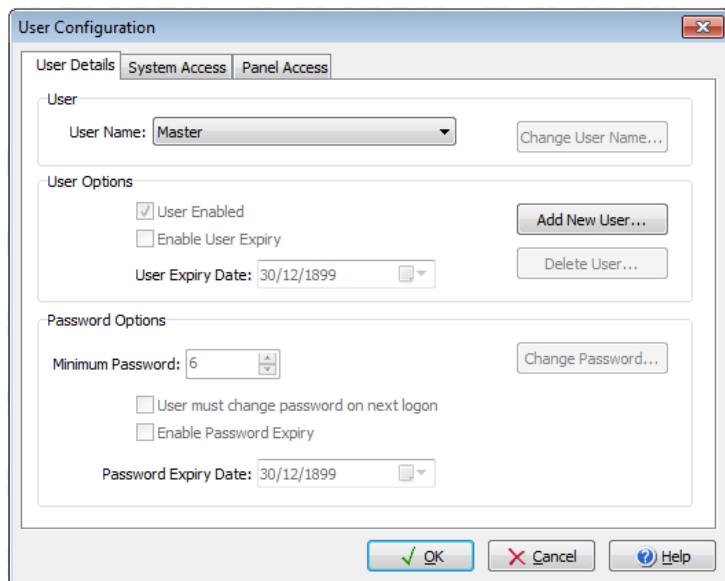 User Configuration
User Details System Access Panel Access
User
User Name: Master Change User Name...
User Options
User Enabled
Add New User...
Enable User Expiry
User Expiry Date: 30/12/1899 Delete User...
Password Options
Minimum Password: 6 Change Password...
User must change password on next logon
Enable Password Expiry
Password Expiry Date: 30/12/1899
OK Cancel Help